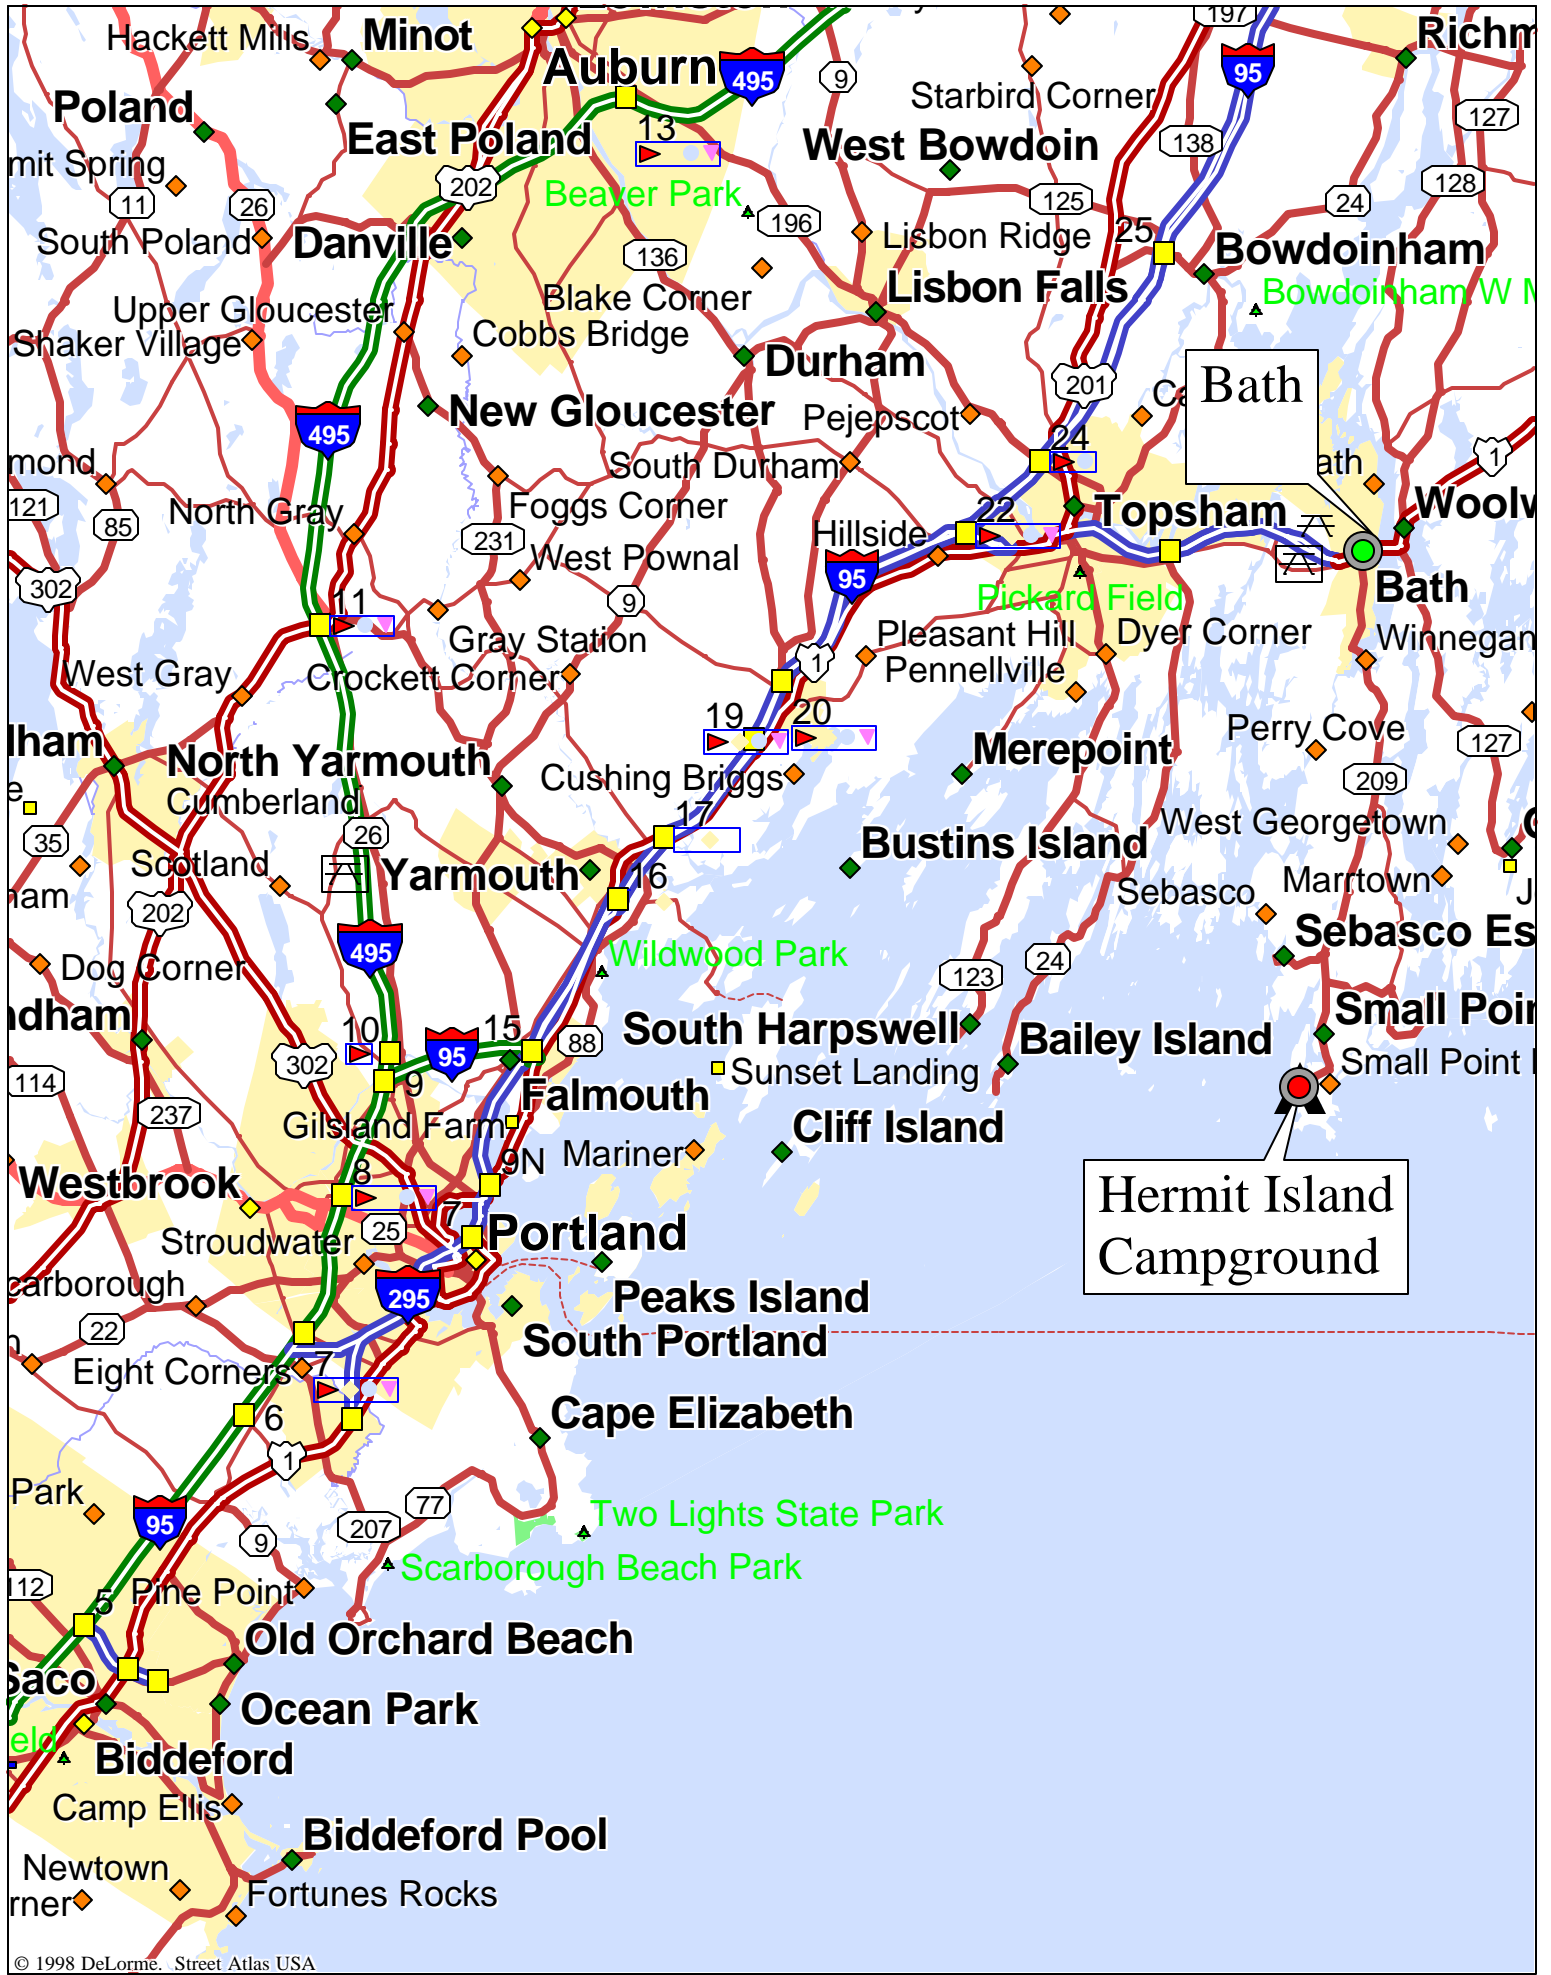 Hackett Mills
Minot
Lewiston
197
Richm
Auburn
495
9
95
Starbird Corner
Poland
East Poland
13
127
138
West Bowdoin
mit Spring
202
Beaver Park
128
11
26
196
125
24
South Poland
Danville
136
Lisbon Ridge
25
Bowdoinham
Blake Corner
Lisbon Falls
Bowdoinham W M
Upper Gloucester
Shaker Village
Cobbs Bridge
Durham
201
Bath
New Gloucester
Pejepscot
Ca
495
24
mond
South Durham
ath
1
121
85
North Gray
Foggs Corner
22
Topsham
Woolw
231
Hillside
West Pownal
95
302
9
Pickard Field
Bath
11
Gray Station
Pleasant Hill
Dyer Corner
Winnegan
West Gray
Crockett Corner
1
Pennellville
19
20
Perry Cove
127
lham
North Yarmouth
Cushing Briggs
Merepoint
209
e
Cumberland
17
West Georgetown
35
26
Bustins Island
Scotland
Yarmouth
16
Sebasco
Marrtown
J
ham
202
495
Sebasco Es
Wildwood Park
Dog Corner
123
24
ndham
10
95
15
88
South Harpswell
Bailey Island
Small Poin
302
Sunset Landing
Small Point
114
9
Falmouth
237
Gilsland Farm
Cliff Island
Westbrook
8
9N
Mariner
Hermit Island
Campground
7
25
Portland
Stroudwater
carborough
295
Peaks Island
22
South Portland
Eight Corners
7
6
Cape Elizabeth
1
Park
77
95
207
Two Lights State Park
9
Scarborough Beach Park
112
5
Pine Point
Old Orchard Beach
Saco
Ocean Park
eld
Biddeford
Camp Ellis
Biddeford Pool
Newtown
rner
Fortunes Rocks
© 1998 DeLorme. Street Atlas USA